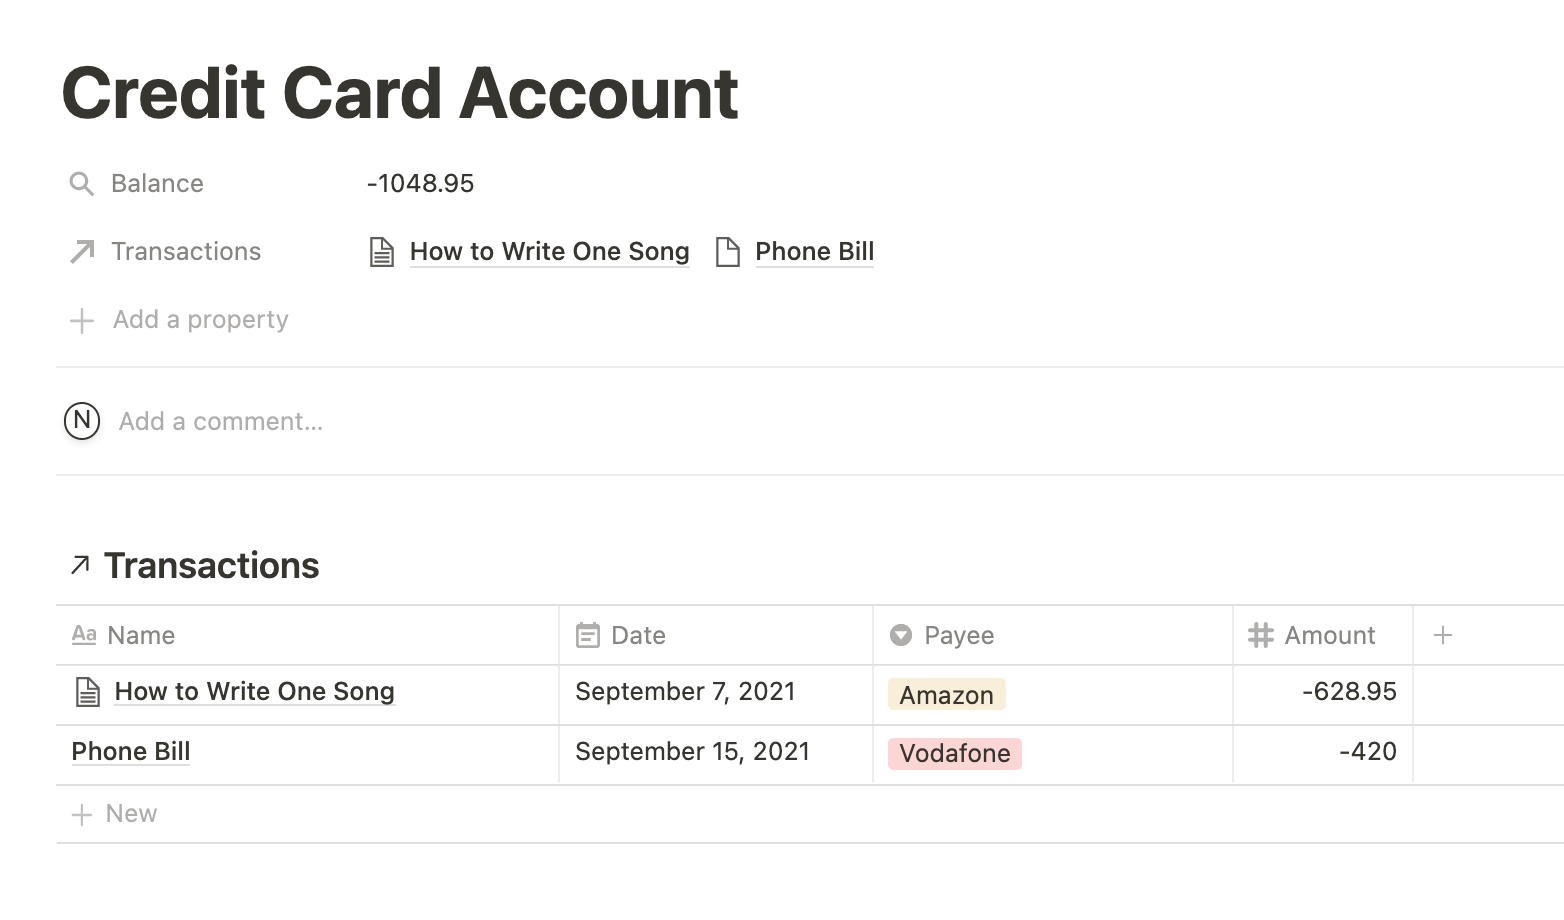 Credit Card Account
Balance -1048.95
Transactions How to Write One Song Phone Bill
Add a property
N Add a comment...
Transactions
Aa Name Date Payee # Amount +
How to Write One Song September 7, 2021 Amazon -628.95
Phone Bill September 15, 2021 Vodafone -420
+ New